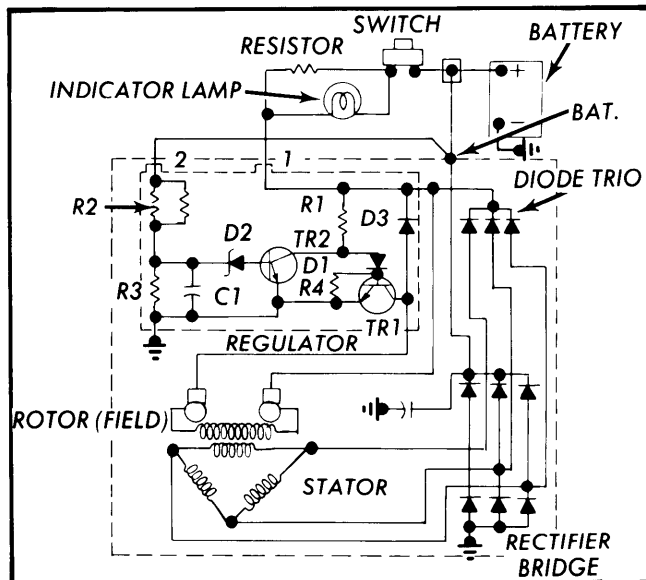 SWITCH
RESISTOR
BATTERY
INDICATOR LAMP
+
−
BAT.
2
1
DIODE TRIO
R2
R1
D3
D2
TR2
D1
R3
C1
R4
TR1
REGULATOR
ROTOR (FIELD)
STATOR
RECTIFIER
BRIDGE